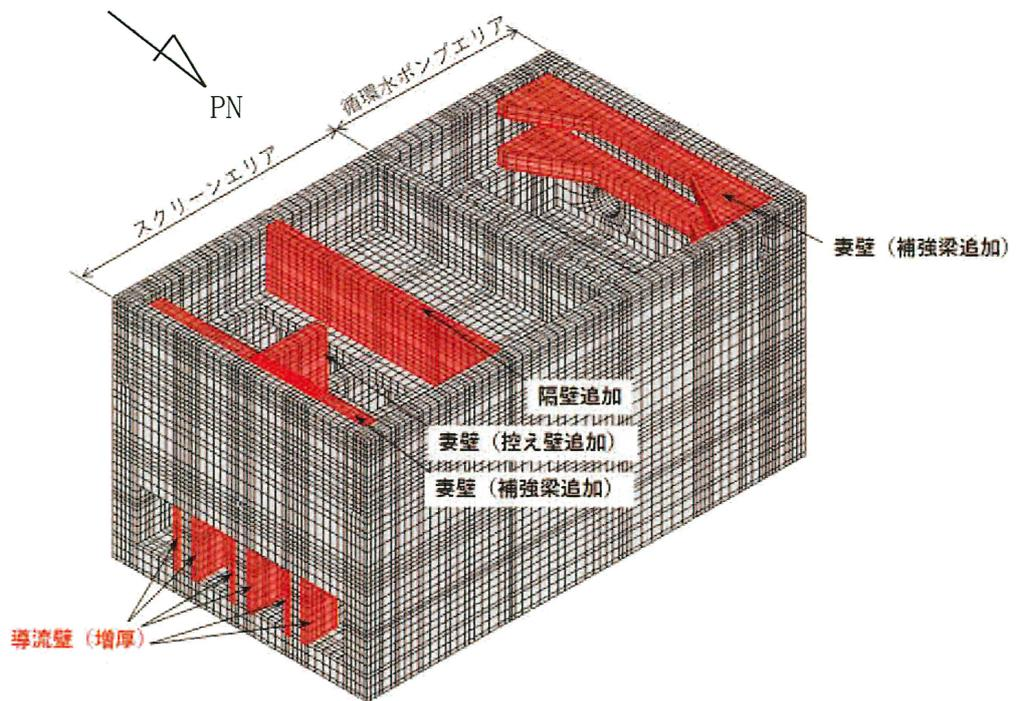 PN
循環水ポンプエリア
スクリーンエリア
妻壁（補強梁追加）
隔壁追加
妻壁（控え壁追加）
妻壁（補強梁追加）
導流壁（増厚）